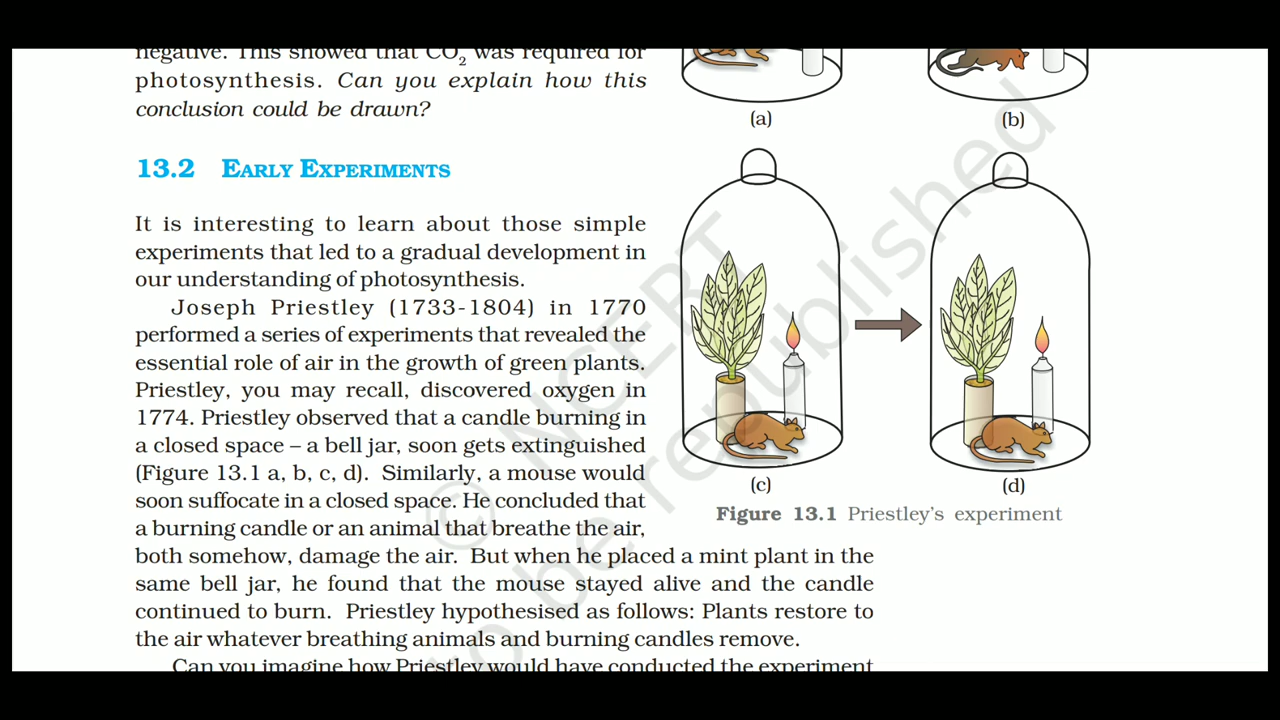 negative. This showed that CO₂ was required for
photosynthesis. Can you explain how this
conclusion could be drawn?
(a)
(b)
13.2 EARLY EXPERIMENTS
It is interesting to learn about those simple
experiments that led to a gradual development in
our understanding of photosynthesis.
Joseph Priestley (1733-1804) in 1770
performed a series of experiments that revealed the
essential role of air in the growth of green plants.
Priestley, you may recall, discovered oxygen in
1774. Priestley observed that a candle burning in
a closed space – a bell jar, soon gets extinguished
(Figure 13.1 a, b, c, d). Similarly, a mouse would
soon suffocate in a closed space. He concluded that
a burning candle or an animal that breathe the air,
both somehow, damage the air. But when he placed a mint plant in the
same bell jar, he found that the mouse stayed alive and the candle
continued to burn. Priestley hypothesised as follows: Plants restore to
the air whatever breathing animals and burning candles remove.
Can you imagine how Priestley would have conducted the experiment
(c)
(d)
Figure 13.1 Priestley's experiment
© NCERT
to be republished